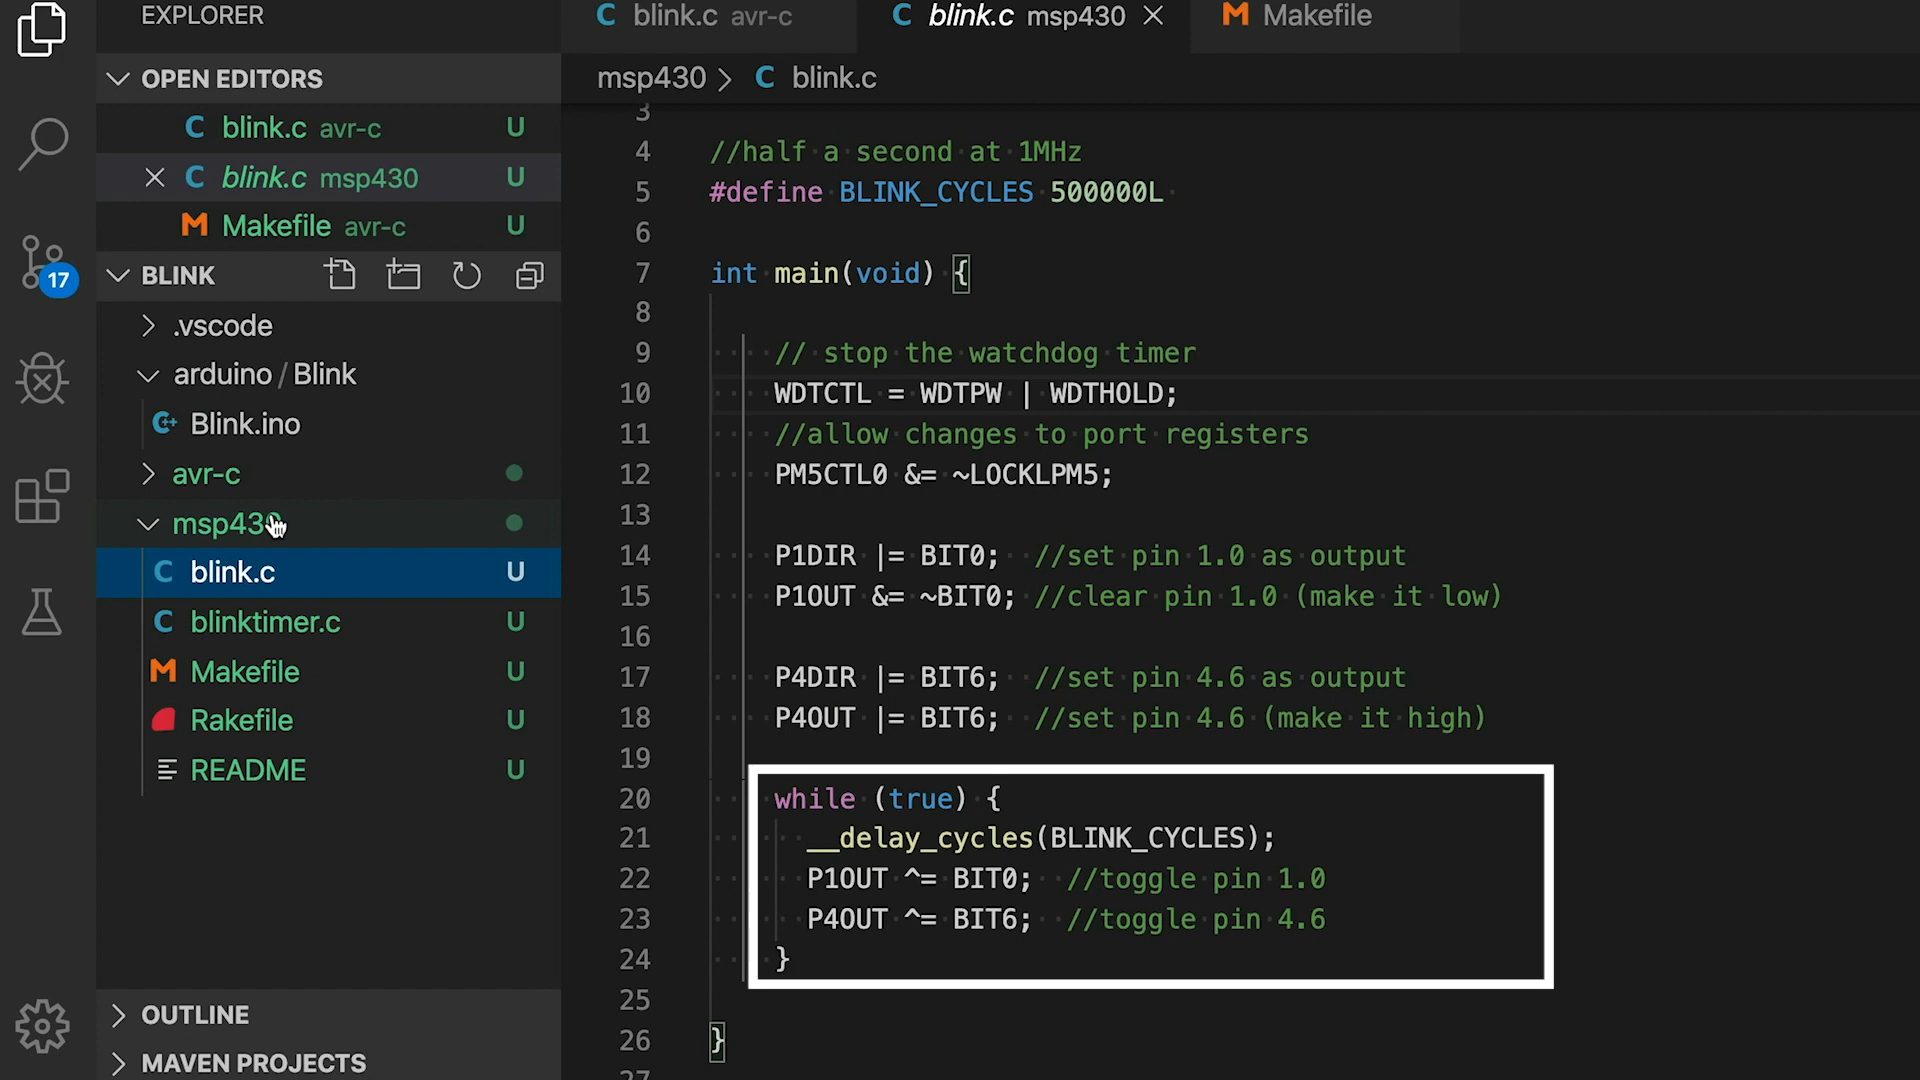 EXPLORER
OPEN EDITORS
C blink.c avr-c U
C blink.c msp430 U
M Makefile avr-c U
17
BLINK
.vscode
arduino / Blink
Blink.ino
avr-c
msp430
C blink.c U
C blinktimer.c U
M Makefile U
Rakefile U
README U
OUTLINE
MAVEN PROJECTS
C blink.c avr-c
C blink.c msp430
M Makefile
msp430 > C blink.c
3
4 //half a second at 1MHz
5 #define BLINK_CYCLES 500000L
6
7 int main(void) {
8
9 // stop the watchdog timer
10 WDTCTL = WDTPW | WDTHOLD;
11 //allow changes to port registers
12 PM5CTL0 &= ~LOCKLPM5;
13
14 P1DIR |= BIT0; //set pin 1.0 as output
15 P1OUT &= ~BIT0; //clear pin 1.0 (make it low)
16
17 P4DIR |= BIT6; //set pin 4.6 as output
18 P4OUT |= BIT6; //set pin 4.6 (make it high)
19
20 while (true) {
21 __delay_cycles(BLINK_CYCLES);
22 P1OUT ^= BIT0; //toggle pin 1.0
23 P4OUT ^= BIT6; //toggle pin 4.6
24 }
25
26 }
27